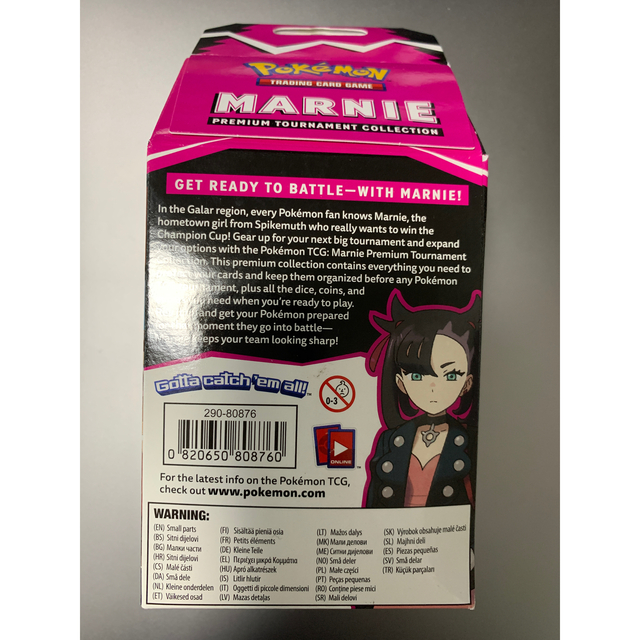 POKÉMON
TRADING CARD GAME
MARNIE
PREMIUM TOURNAMENT COLLECTION
GET READY TO BATTLE—WITH MARNIE!
In the Galar region, every Pokémon fan knows Marnie, the
hometown girl from Spikemuth who really wants to win the
Champion Cup! Gear up for your next big tournament and expand
your options with the Pokémon TCG: Marnie Premium Tournament
Collection. This premium collection contains everything you need to
your cards and keep them organized before any Pokémon
plus all the dice, coins, and
need when you're ready to play.
and get your Pokémon prepared
moment they go into battle—
keeps your team looking sharp!
Gotta catch 'em all!™
0-3
290-80876
0 820650 808760
ONLINE
™
For the latest info on the Pokémon TCG,
check out www.pokemon.com
WARNING:
(EN) Small parts
(BS) Sitni dijelovi
(BG) Малки части
(HR) Sitni dijelovi
(CS) Malé části
(DA) Små dele
(NL) Kleine onderdelen
(ET) Väikesed osad
(FI) Sisältää pieniä osia
(FR) Petits éléments
(DE) Kleine Teile
(EL) Περιέχει μικρά Κομμάτια
(HU) Apró alkatrészek
(IS) Litlir hlutir
(IT) Oggetti di piccole dimensioni
(LV) Mazas detaļas
(LT) Mažos dalys
(MK) Мали делови
(ME) Ситни дијелови
(NO) Små deler
(PL) Małe części
(PT) Peças pequenas
(RO) Conține piese mici
(SR) Mali delovi
(SK) Výrobok obsahuje malé časti
(SL) Majhni deli
(ES) Piezas pequeñas
(SV) Små delar
(TR) Küçük parçaları